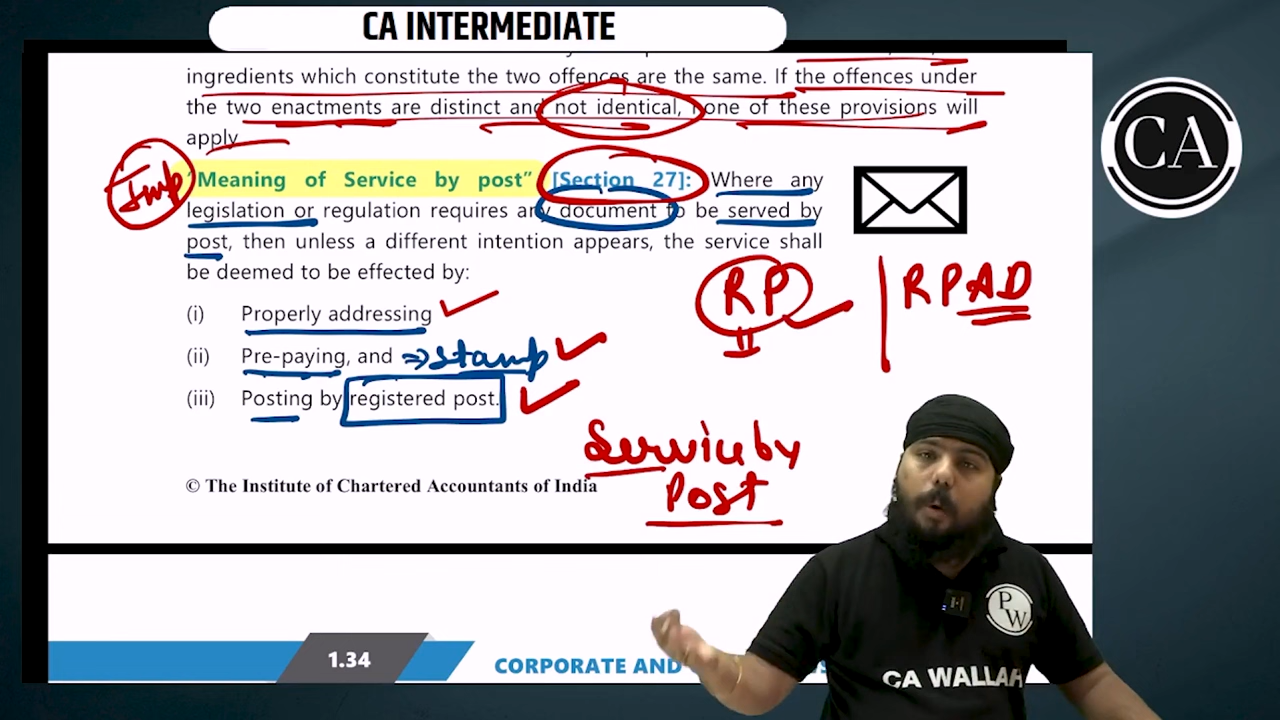 CA INTERMEDIATE
ingredients which constitute the two offences are the same. If the offences under
the two enactments are distinct and not identical, none of these provisions will
apply
Imp
"Meaning of Service by post" [Section 27]: Where any
legislation or regulation requires any document to be served by
post, then unless a different intention appears, the service shall
be deemed to be effected by:
(i) Properly addressing
(ii) Pre-paying, and ⇒ stamp
(iii) Posting by registered post.
RP
RPAD
Service by
Post
© The Institute of Chartered Accountants of India
1.34
CORPORATE AND
CA
PW
CA WALLAH